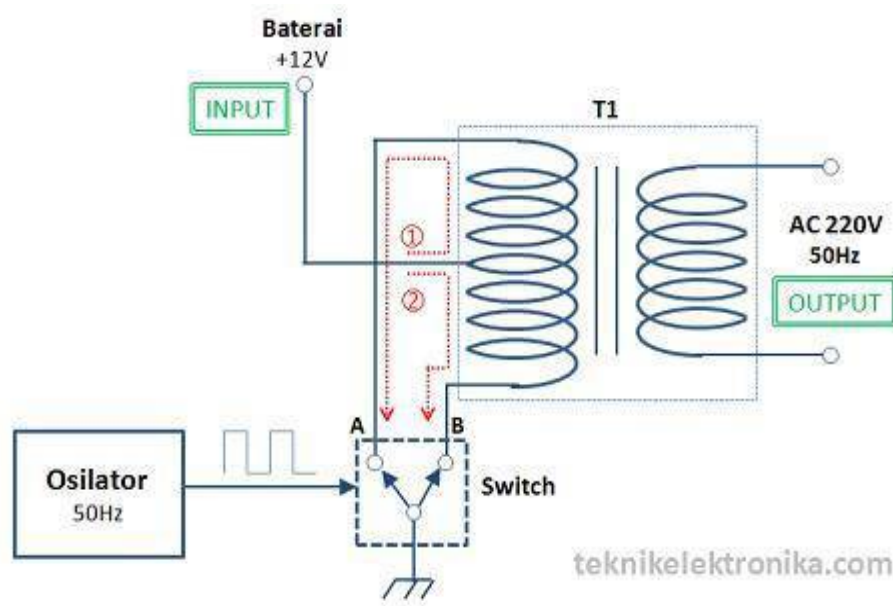 Baterai
+12V
INPUT
T1
①
②
AC 220V
50Hz
OUTPUT
A
B
Switch
Osilator
50Hz
teknikelektronika.com